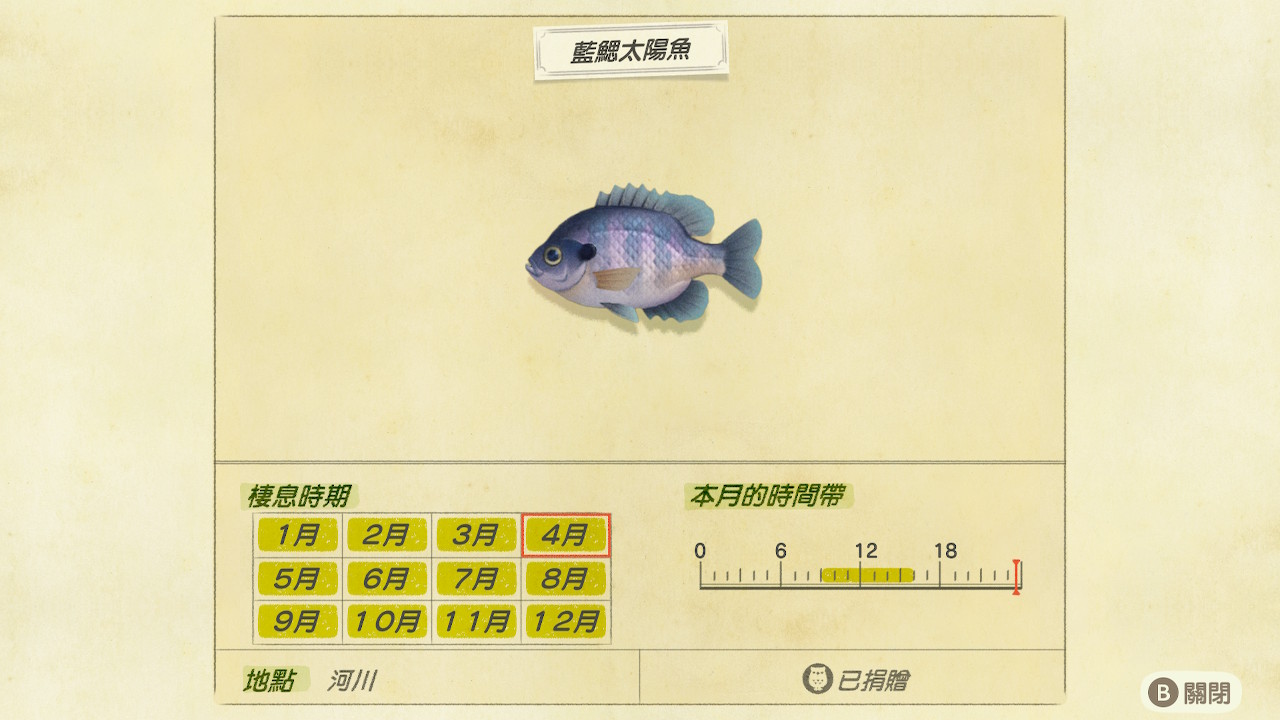 藍鰓太陽魚
棲息時期
1月 2月 3月 4月
5月 6月 7月 8月
9月 10月 11月 12月
本月的時間帶
0 6 12 18
地點 河川
已捐贈
B 關閉